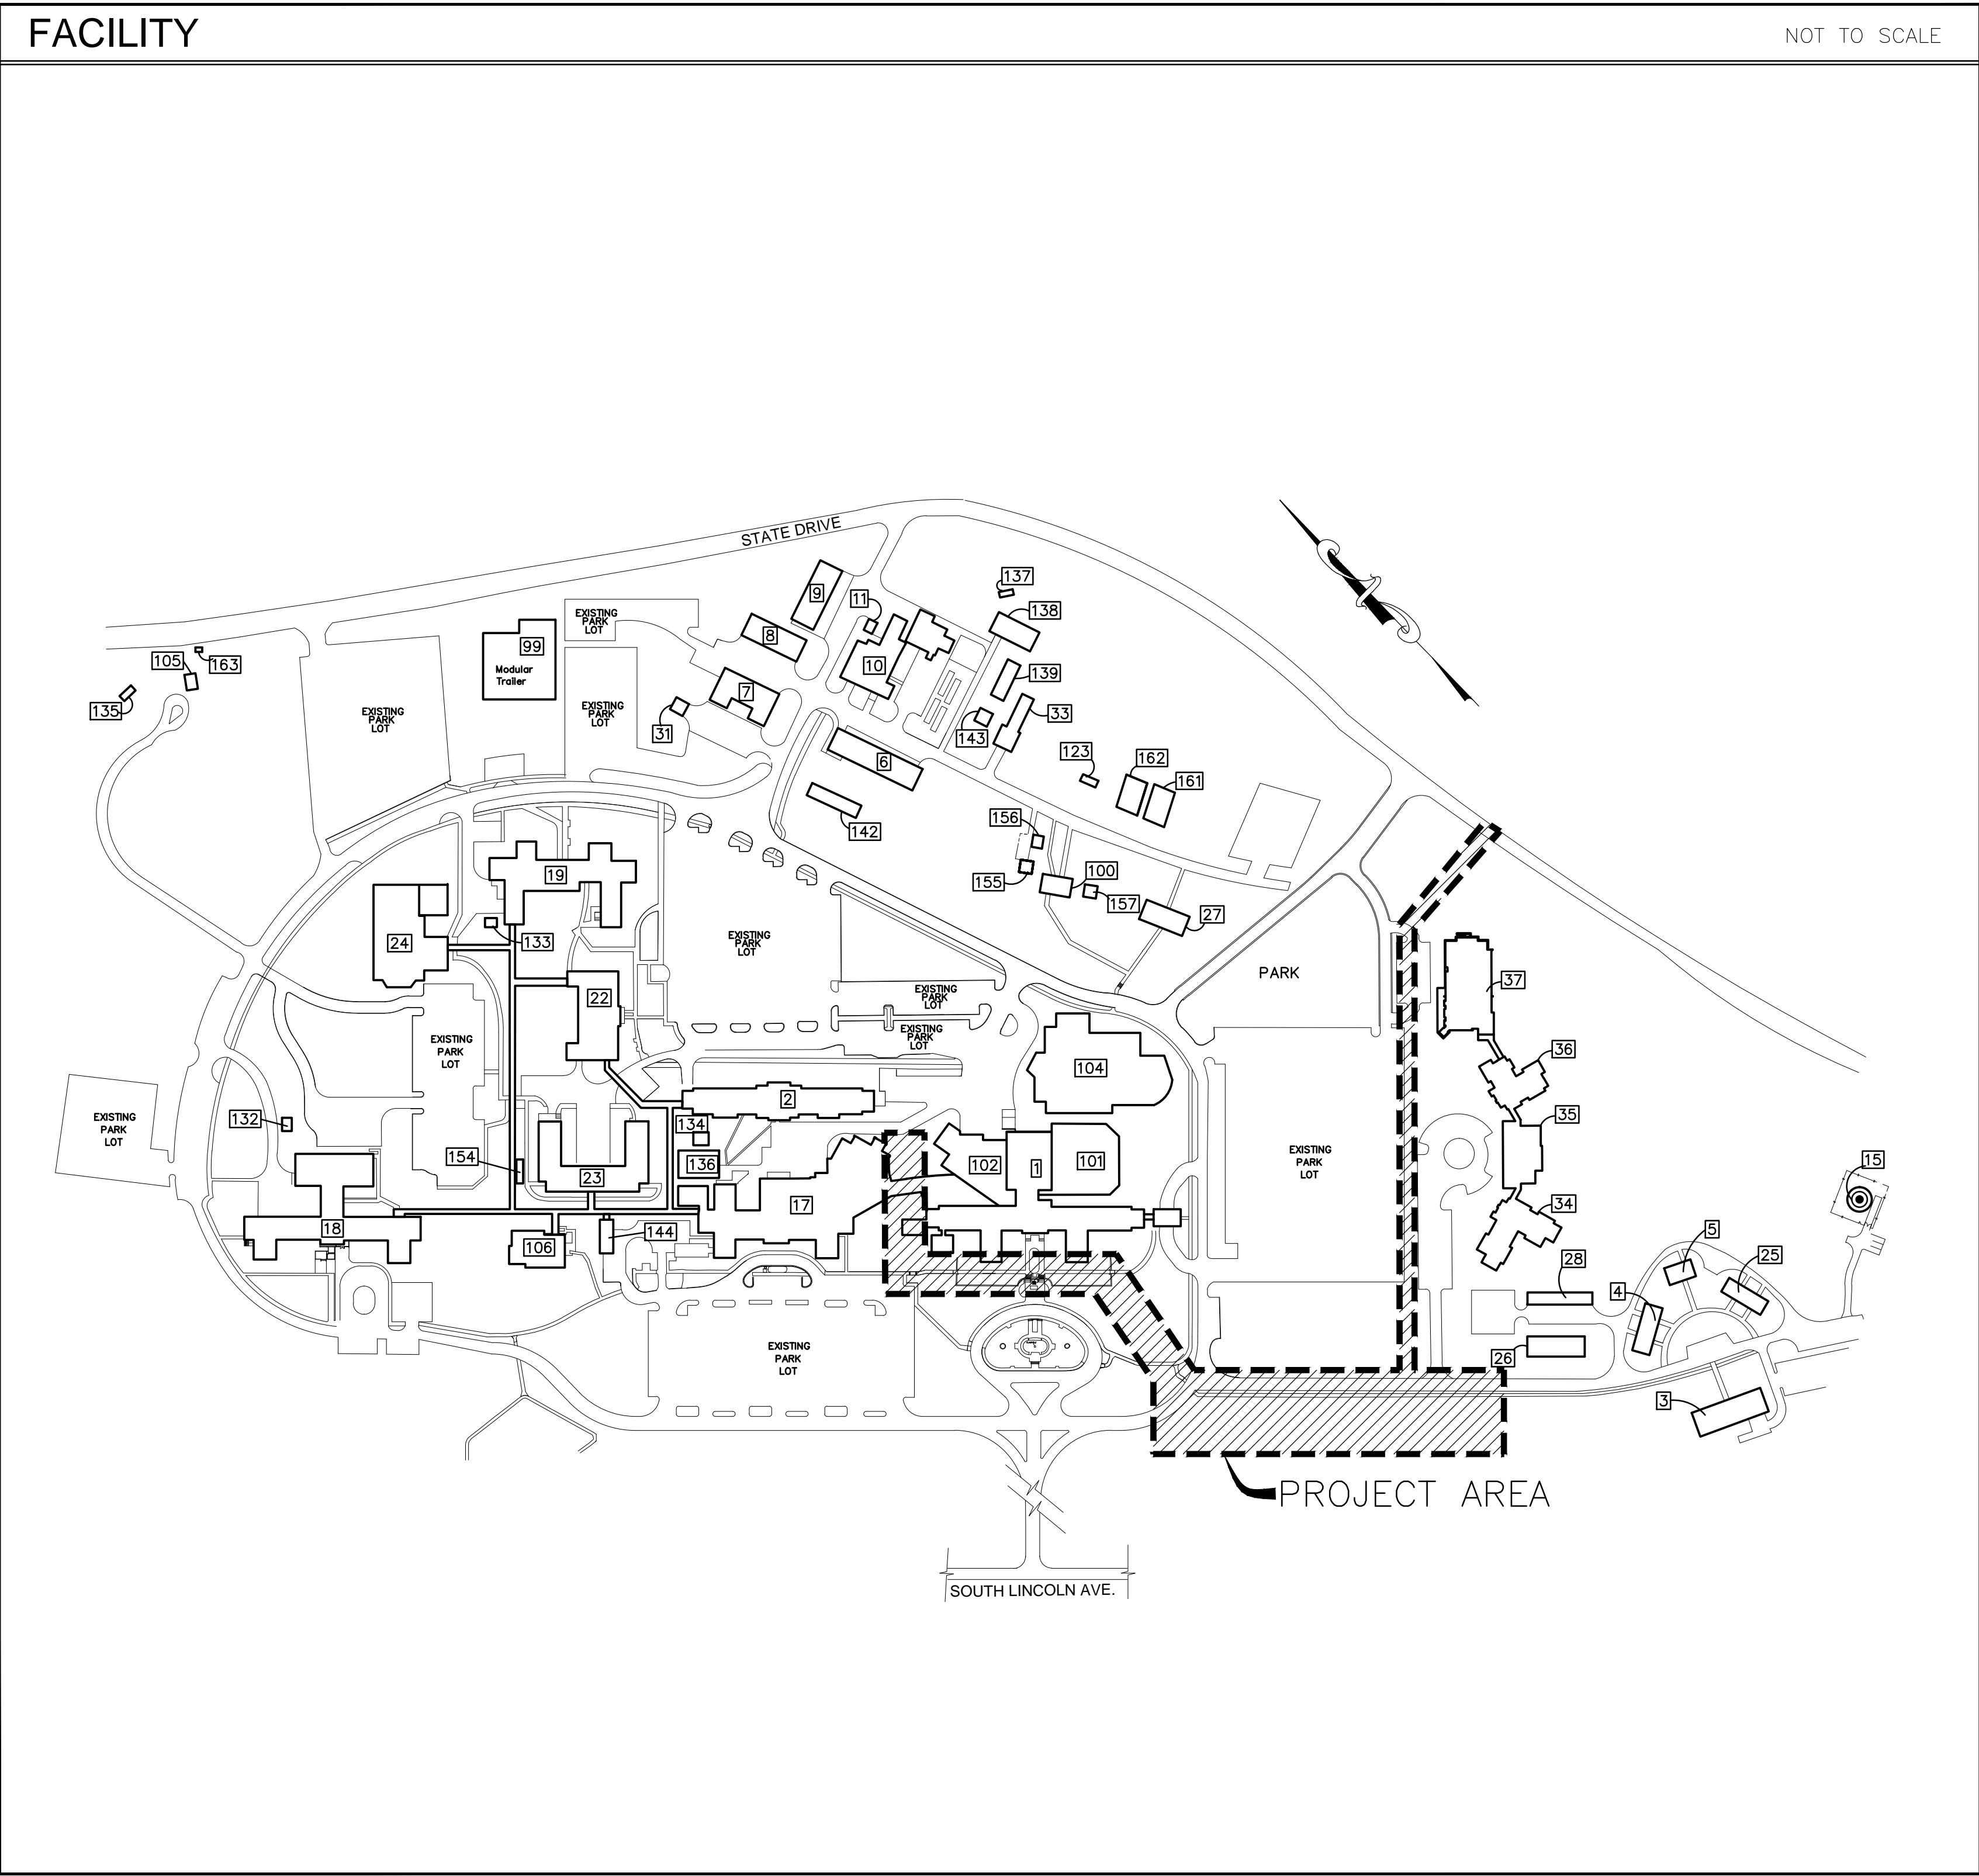 FACILITY
NOT TO SCALE
STATE DRIVE
137
9
11
138
EXISTING
PARK
LOT
8
99
Modular
Trailer
105
163
10
139
135
7
EXISTING
PARK
LOT
EXISTING
PARK
LOT
31
33
143
6
123
162
161
142
156
19
155
100
157
27
24
133
EXISTING
PARK
LOT
PARK
37
22
EXISTING
PARK
LOT
EXISTING
PARK
LOT
EXISTING
PARK
LOT
36
104
2
EXISTING
PARK
LOT
132
134
35
154
136
102
1
101
EXISTING
PARK
LOT
15
23
17
34
18
144
5
106
28
25
4
EXISTING
PARK
LOT
26
3
PROJECT AREA
SOUTH LINCOLN AVE.